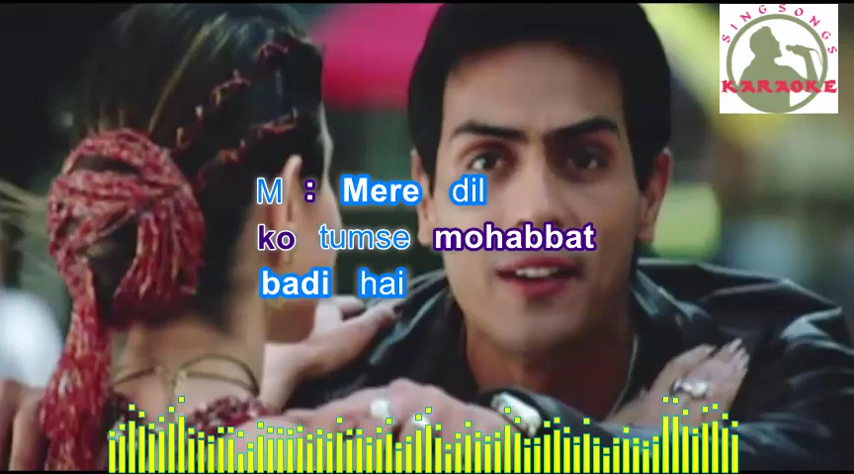 SING SONGS
KARAOKE
M : Mere dil
ko tumse mohabbat
badi hai